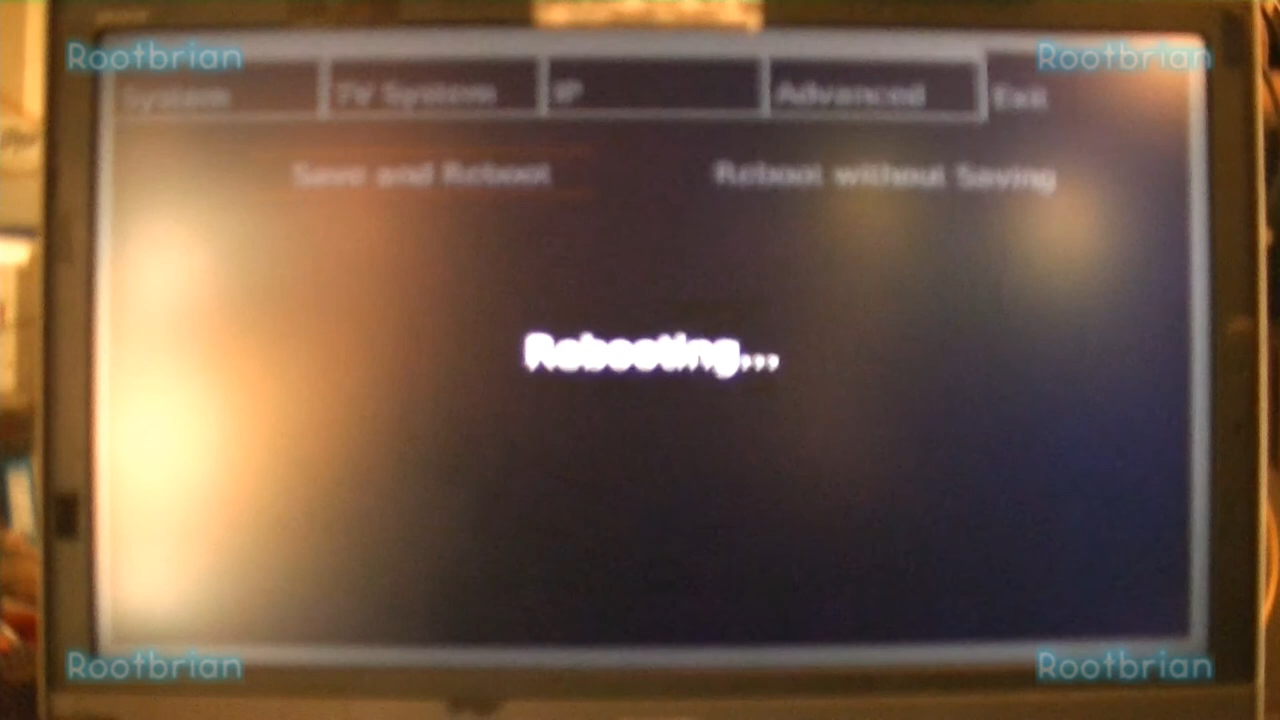 Rootbrian Rootbrian
System TV System IP Advanced Exit
Save and Reboot Reboot without Saving
Rebooting...
Rootbrian Rootbrian